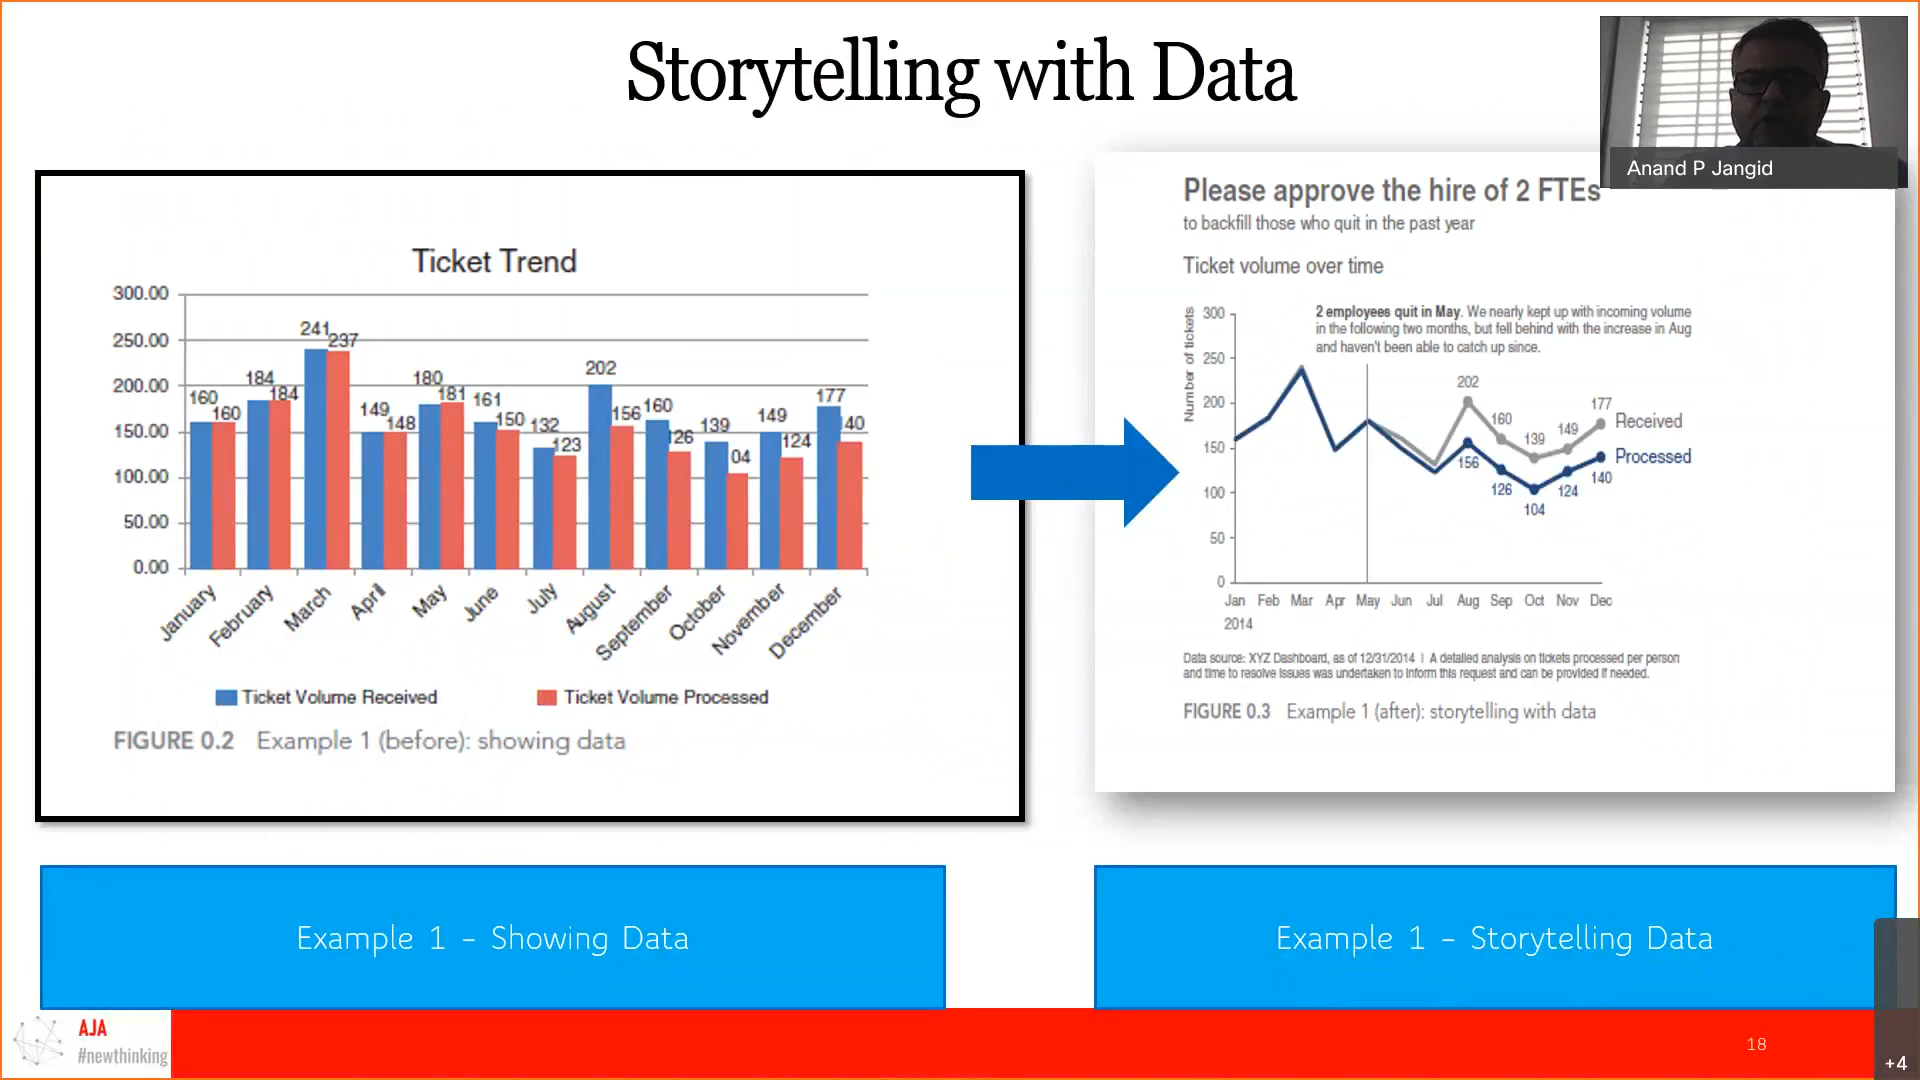 Storytelling with Data
Anand P Jangid
Ticket Trend
300.00
250.00
200.00
150.00
100.00
50.00
0.00
160
160
184
184
241
237
149
148
180
181
161
150
132
123
202
156
160
126
139
04
149
124
177
40
January
February
March
April
May
June
July
August
September
October
November
December
Ticket Volume Received
Ticket Volume Processed
FIGURE 0.2 Example 1 (before): showing data
Please approve the hire of 2 FTEs
to backfill those who quit in the past year
Ticket volume over time
Number of tickets
300
250
200
150
100
50
0
2 employees quit in May. We nearly kept up with incoming volume
in the following two months, but fell behind with the increase in Aug
and haven't been able to catch up since.
202
160
139
149
177
Received
156
126
104
124
140
Processed
Jan Feb Mar Apr May Jun Jul Aug Sep Oct Nov Dec
2014
Data source: XYZ Dashboard, as of 12/31/2014 | A detailed analysis on tickets processed per person
and time to resolve issues was undertaken to inform this request and can be provided if needed.
FIGURE 0.3 Example 1 (after): storytelling with data
Example 1 – Showing Data
Example 1 – Storytelling Data
AJA
#newthinking
18
+4